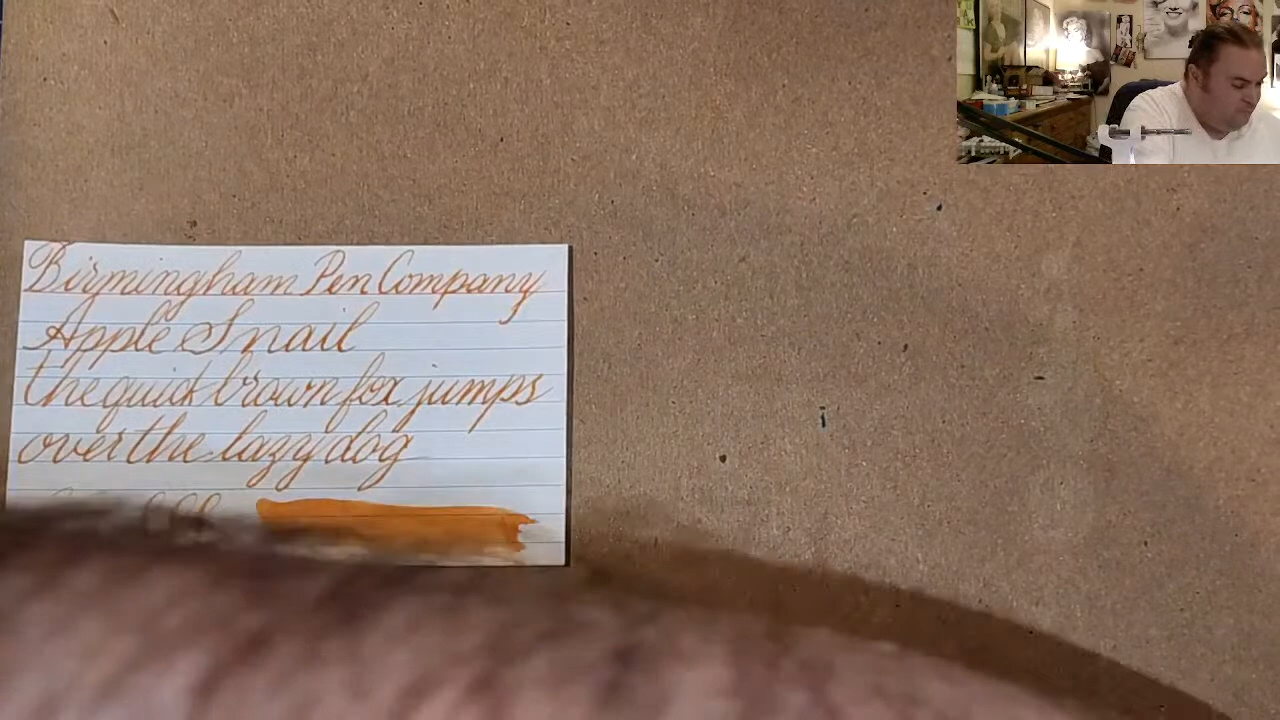 Birmingham Pen Company
Apple Snail
the quick brown fox jumps
over the lazy dog